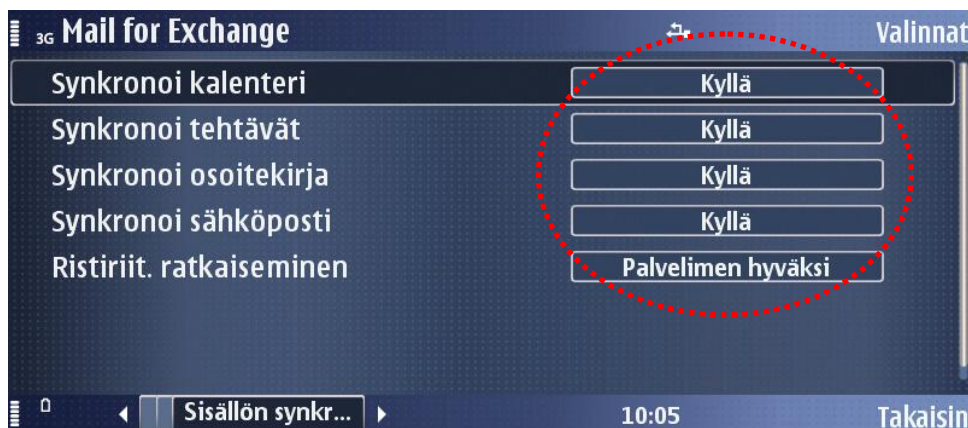 3G Mail for Exchange Valinnat
Synkronoi kalenteri Kyllä
Synkronoi tehtävät Kyllä
Synkronoi osoitekirja Kyllä
Synkronoi sähköposti Kyllä
Ristiriit. ratkaiseminen Palvelimen hyväksi
Sisällön synkr... 10:05 Takaisin